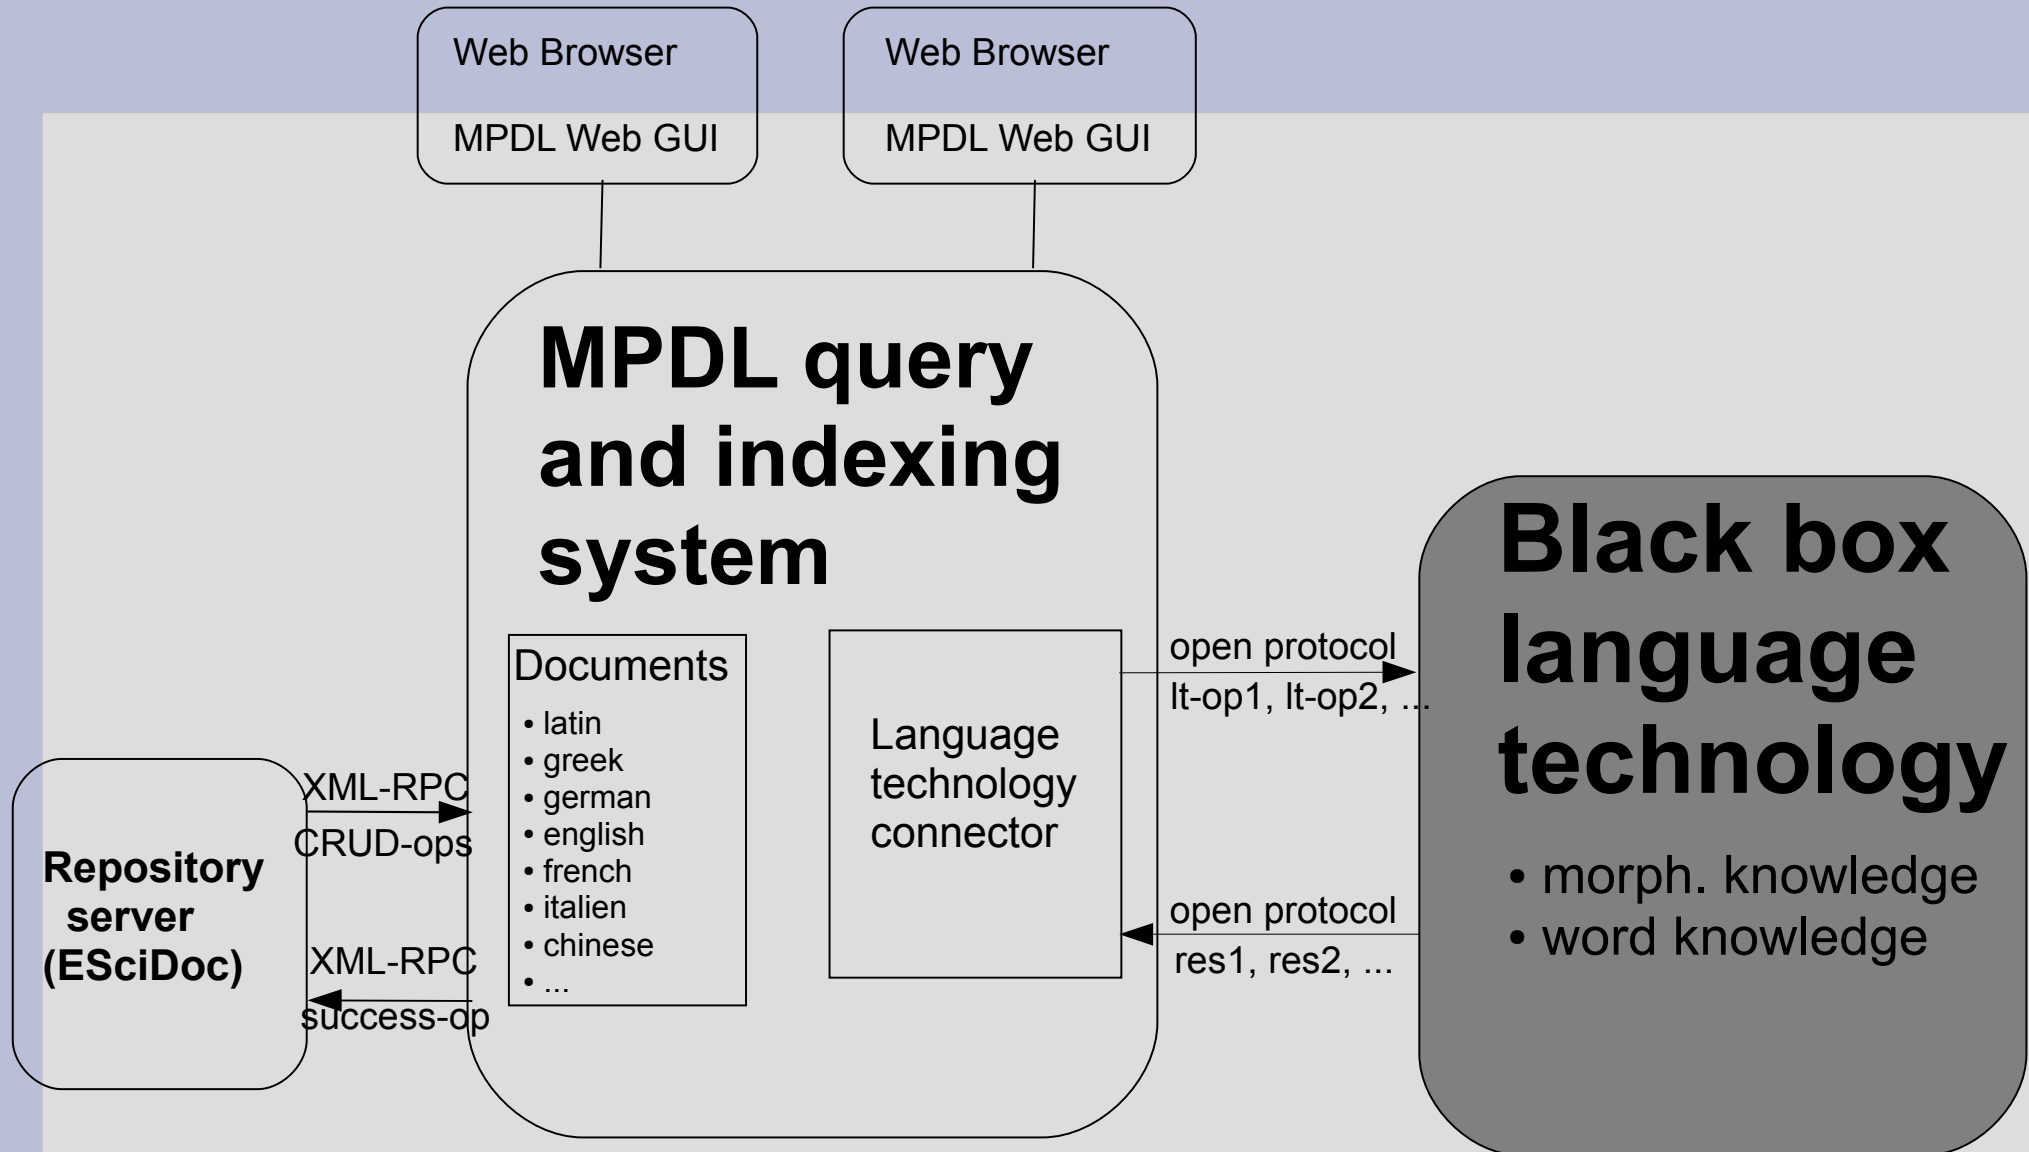 Web Browser
MPDL Web GUI
Web Browser
MPDL Web GUI
MPDL query
and indexing
system
Documents
• latin
• greek
• german
• english
• french
• italien
• chinese
• ...
Language
technology
connector
open protocol
lt-op1, lt-op2, ...
open protocol
res1, res2, ...
Black box
language
technology
• morph. knowledge
• word knowledge
XML-RPC
CRUD-ops
Repository
server
(ESciDoc)
XML-RPC
success-op